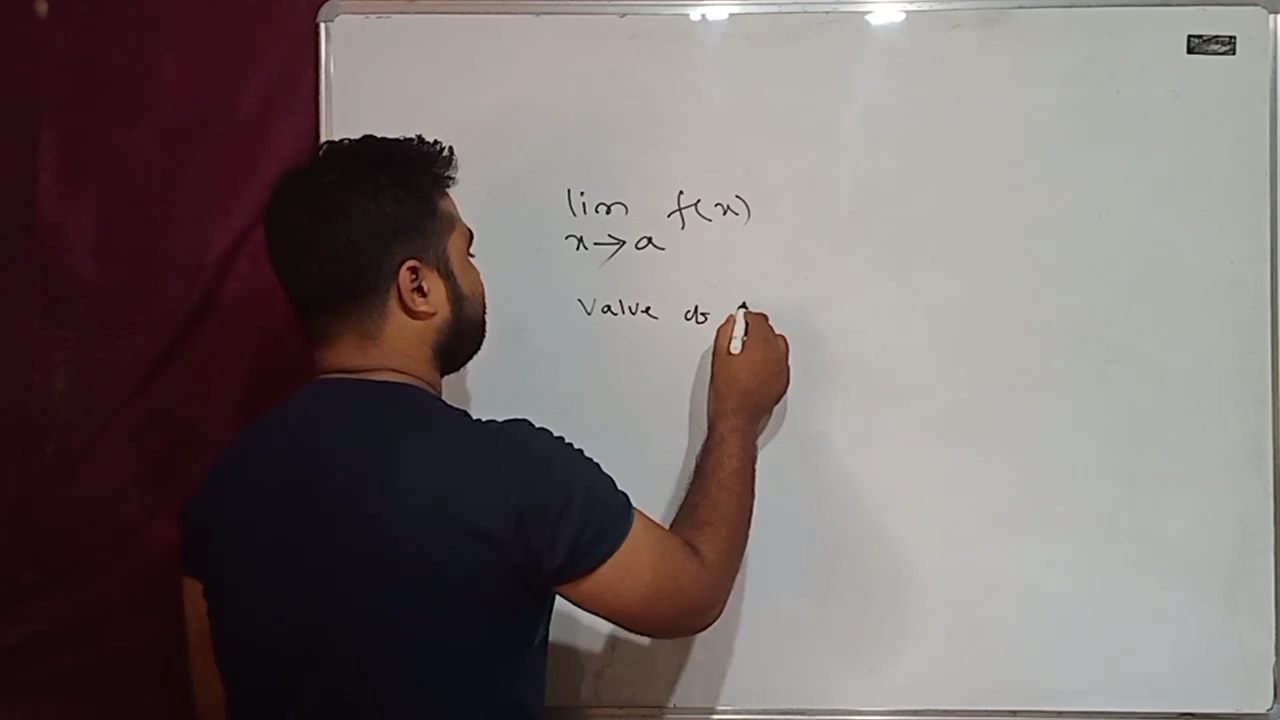 lim f(x)
x→a
Value of